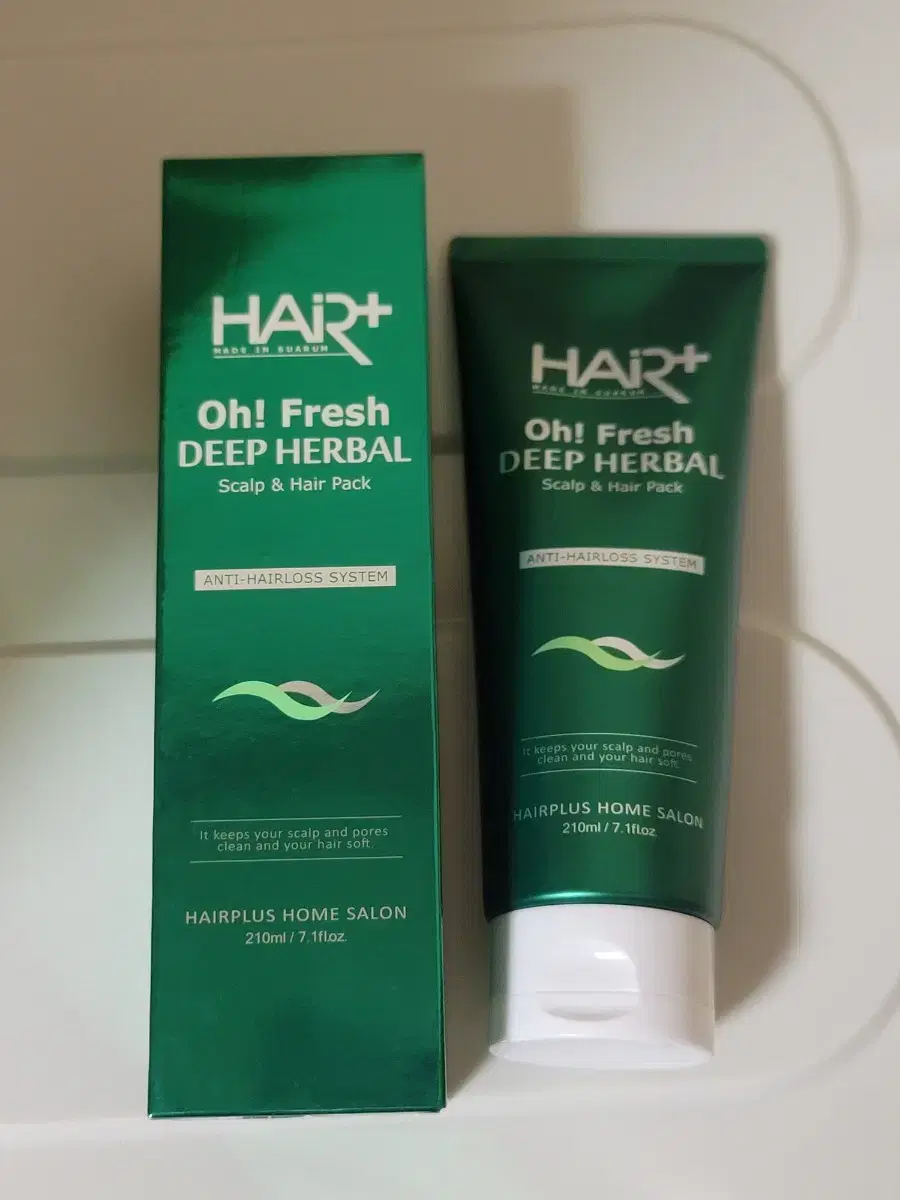 HAiR+
MADE IN SUARUM
Oh! Fresh
DEEP HERBAL
Scalp & Hair Pack
ANTI-HAIRLOSS SYSTEM
It keeps your scalp and pores
clean and your hair soft.
HAIRPLUS HOME SALON
210ml / 7.1fl.oz.
HAiR+
MADE IN SUARUM
Oh! Fresh
DEEP HERBAL
Scalp & Hair Pack
ANTI-HAIRLOSS SYSTEM
It keeps your scalp and pores
clean and your hair soft.
HAIRPLUS HOME SALON
210ml / 7.1fl.oz.